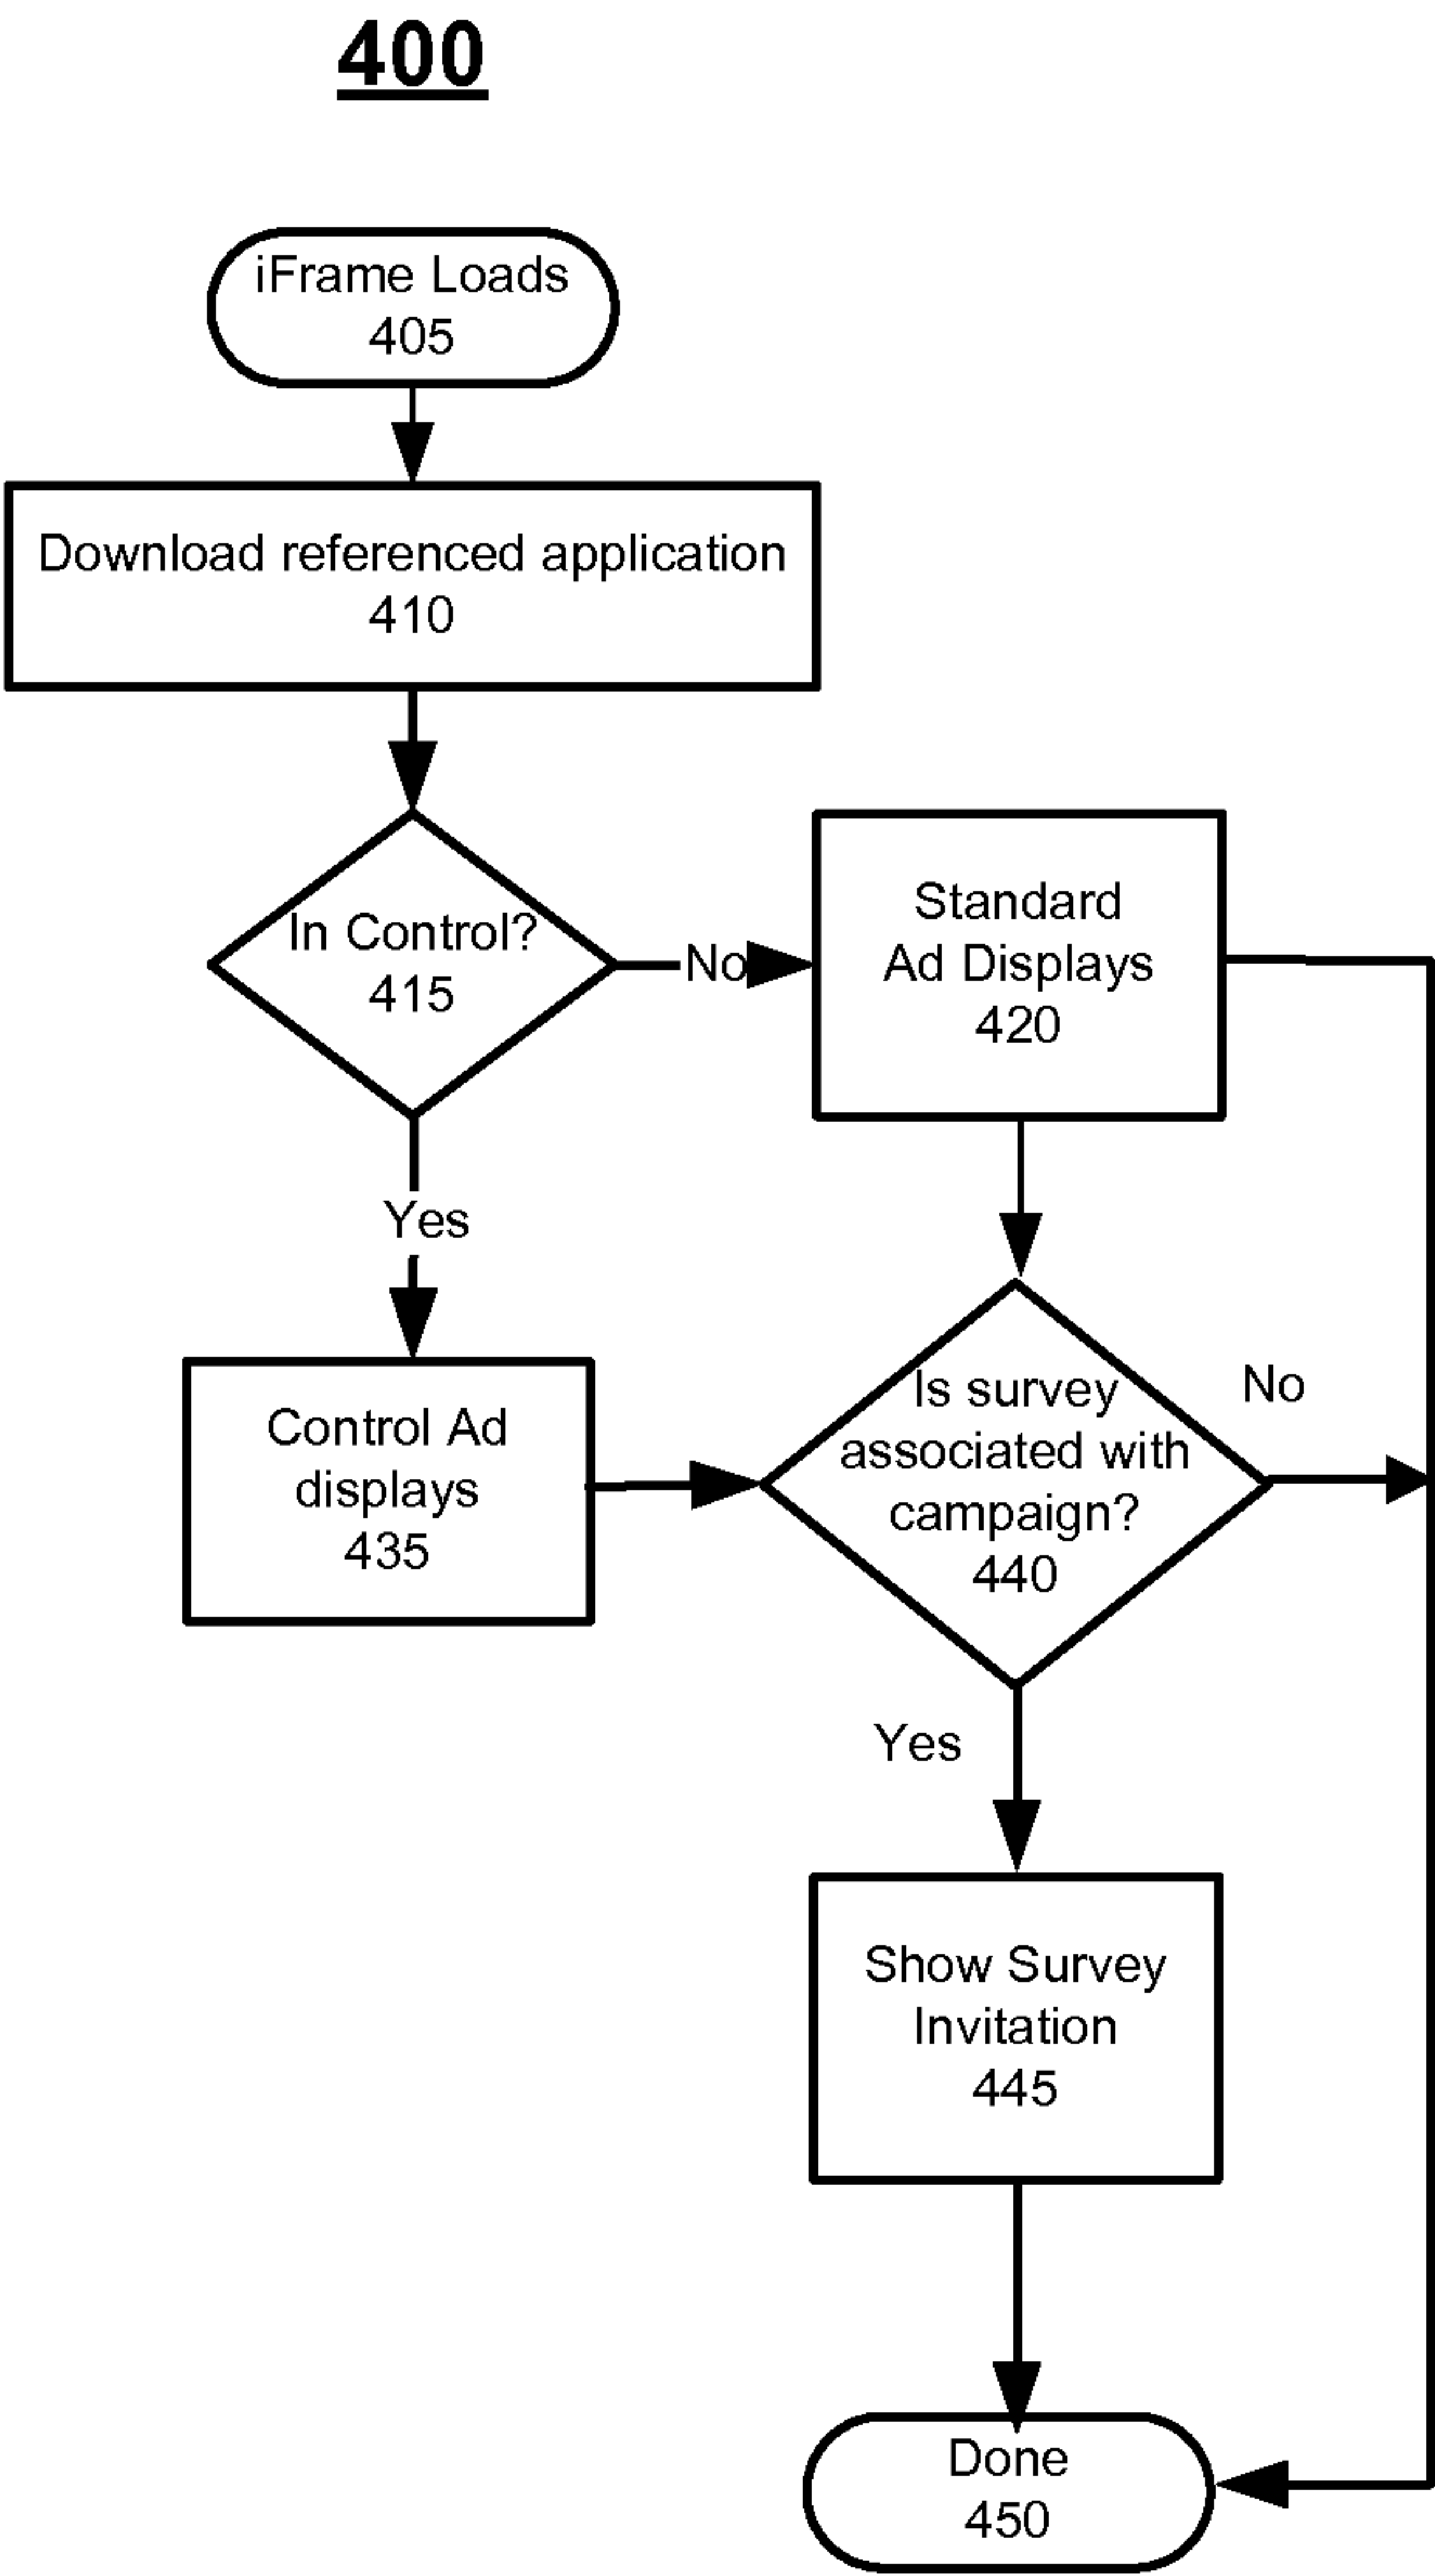 400
iFrame Loads
405
Download referenced application
410
In Control?
415
No
Standard
Ad Displays
420
Yes
Control Ad
displays
435
Is survey
associated with
campaign?
440
No
Yes
Show Survey
Invitation
445
Done
450